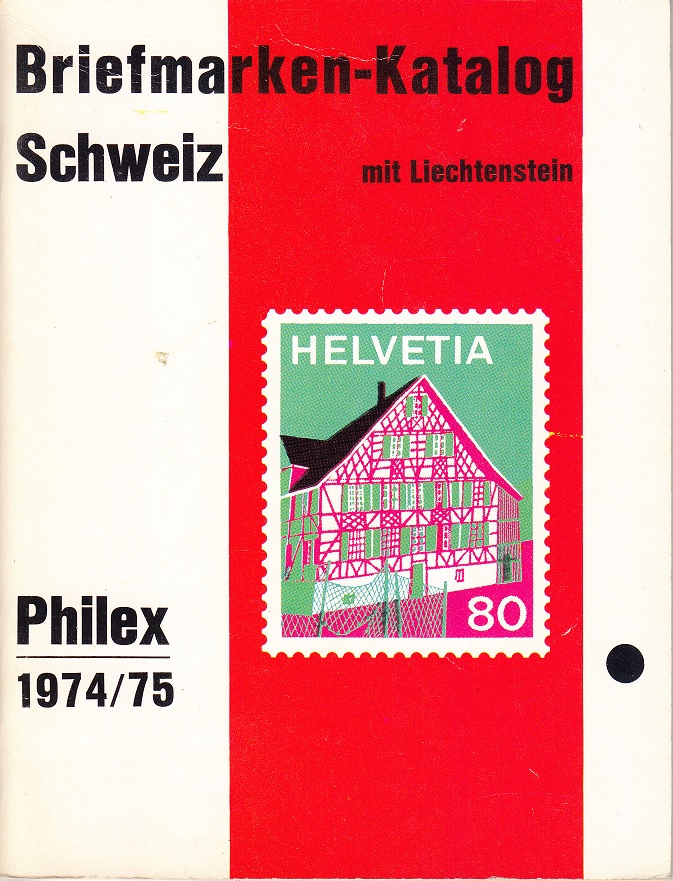 Briefmarken-Katalog
Schweiz
mit Liechtenstein
HELVETIA
80
Philex
1974/75